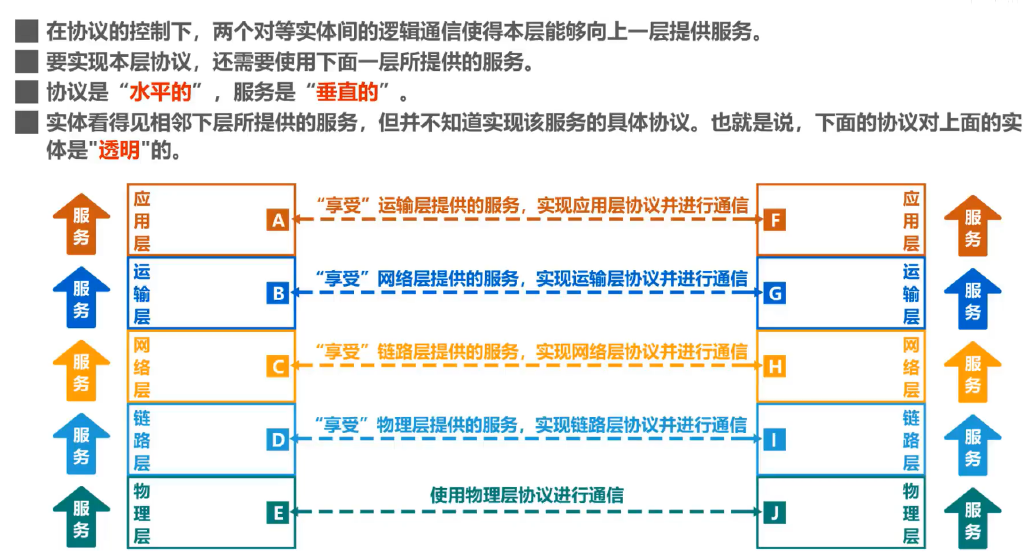 在协议的控制下，两个对等实体间的逻辑通信使得本层能够向上一层提供服务。
要实现本层协议，还需要使用下面一层所提供的服务。
协议是“水平的”，服务是“垂直的”。
实体看得见相邻下层所提供的服务，但并不知道实现该服务的具体协议。也就是说，下面的协议对上面的实
体是"透明"的。
服务 应用层 A “享受”运输层提供的服务，实现应用层协议并进行通信 F 应用层 服务
服务 运输层 B “享受”网络层提供的服务，实现运输层协议并进行通信 G 运输层 服务
服务 网络层 C “享受”链路层提供的服务，实现网络层协议并进行通信 H 网络层 服务
服务 链路层 D “享受”物理层提供的服务，实现链路层协议并进行通信 I 链路层 服务
服务 物理层 E 使用物理层协议进行通信 J 物理层 服务